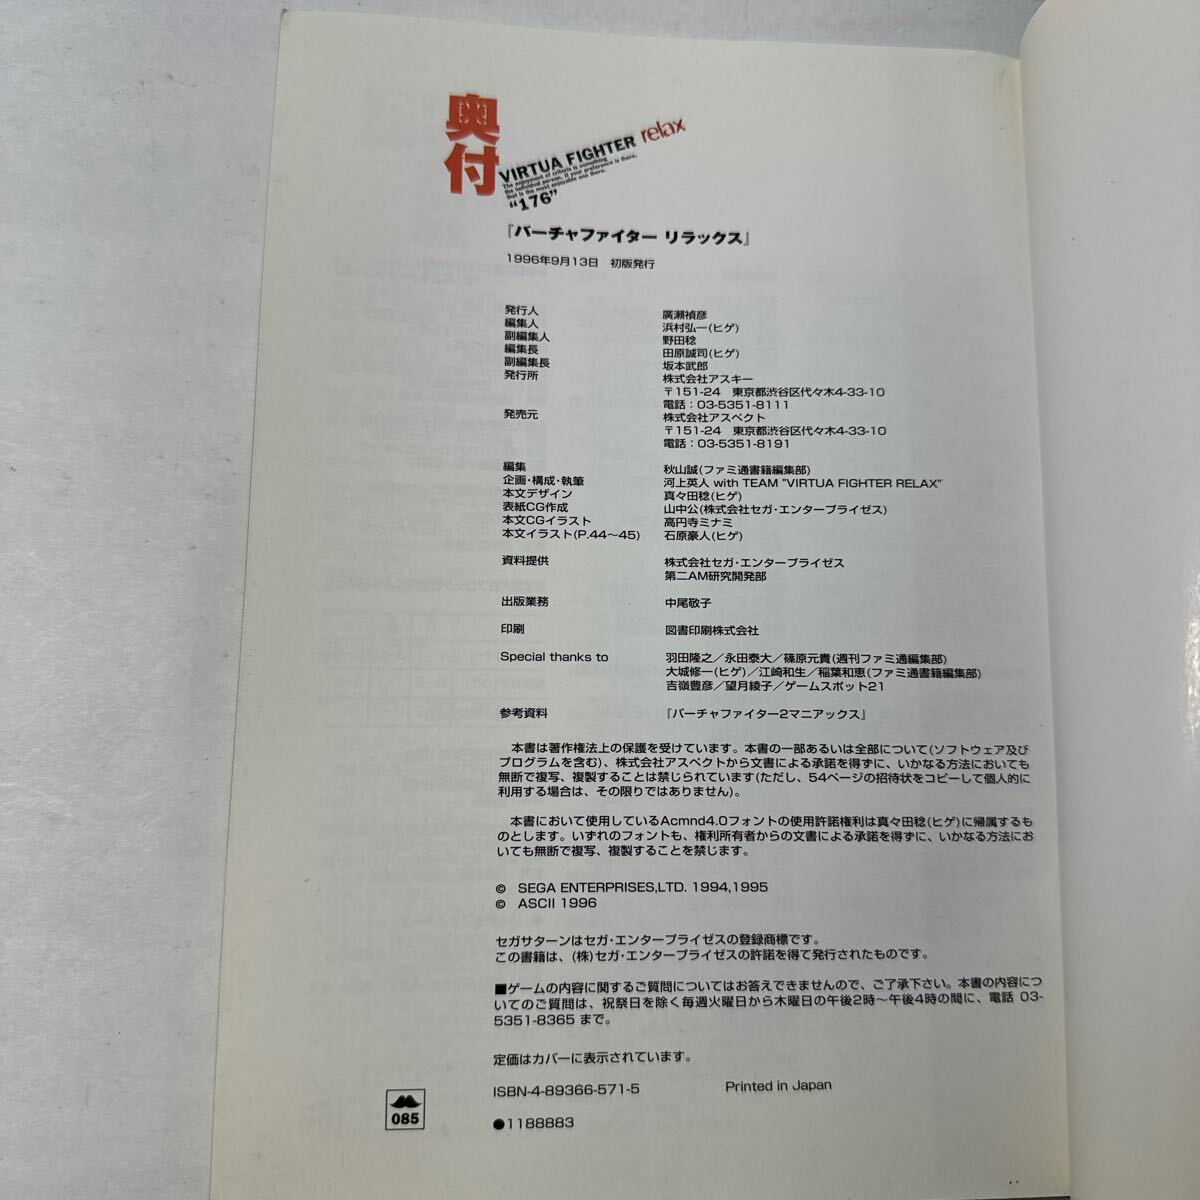 奥付
VIRTUA FIGHTER relax
The enjoyment of criteria is something
the individual person. If your preference is there,
that is the most enjoyable one there.
"176"
『バーチャファイター リラックス』
1996年9月13日 初版発行
発行人 廣瀬禎彦
編集人 浜村弘一(ヒゲ)
副編集人 野田稔
編集長 田原誠司(ヒゲ)
副編集長 坂本武郎
発行所 株式会社アスキー
〒151-24 東京都渋谷区代々木4-33-10
電話：03-5351-8111
発売元 株式会社アスペクト
〒151-24 東京都渋谷区代々木4-33-10
電話：03-5351-8191
編集 秋山誠(ファミ通書籍編集部)
企画・構成・執筆 河上英人 with TEAM "VIRTUA FIGHTER RELAX"
本文デザイン 真々田稔(ヒゲ)
表紙CG作成 山中公(株式会社セガ・エンタープライゼス)
本文CGイラスト 高円寺ミナミ
本文イラスト(P.44～45) 石原豪人(ヒゲ)
資料提供 株式会社セガ・エンタープライゼス
第二AM研究開発部
出版業務 中尾敬子
印刷 図書印刷株式会社
Special thanks to 羽田隆之／永田泰大／篠原元貴(週刊ファミ通編集部)
大城修一(ヒゲ)／江崎和生／稲葉和恵(ファミ通書籍編集部)
吉嶺豊彦／望月綾子／ゲームスポット21
参考資料 『バーチャファイター2マニアックス』
本書は著作権法上の保護を受けています。本書の一部あるいは全部について(ソフトウェア及び
プログラムを含む)、株式会社アスペクトから文書による承諾を得ずに、いかなる方法においても
無断で複写、複製することは禁じられています(ただし、54ページの招待状をコピーして個人的に
利用する場合は、その限りではありません)。
本書において使用しているAcmnd4.0フォントの使用許諾権利は真々田稔(ヒゲ)に帰属するも
のとします。いずれのフォントも、権利所有者からの文書による承諾を得ずに、いかなる方法にお
いても無断で複写、複製することを禁じます。
© SEGA ENTERPRISES,LTD. 1994,1995
© ASCII 1996
セガサターンはセガ・エンタープライゼスの登録商標です。
この書籍は、(株)セガ・エンタープライゼスの許諾を得て発行されたものです。
■ゲームの内容に関するご質問についてはお答えできませんので、ご了承下さい。本書の内容につ
いてのご質問は、祝祭日を除く毎週火曜日から木曜日の午後2時～午後4時の間に、電話 03-
5351-8365 まで。
定価はカバーに表示されています。
ISBN-4-89366-571-5 Printed in Japan
085
●1188883